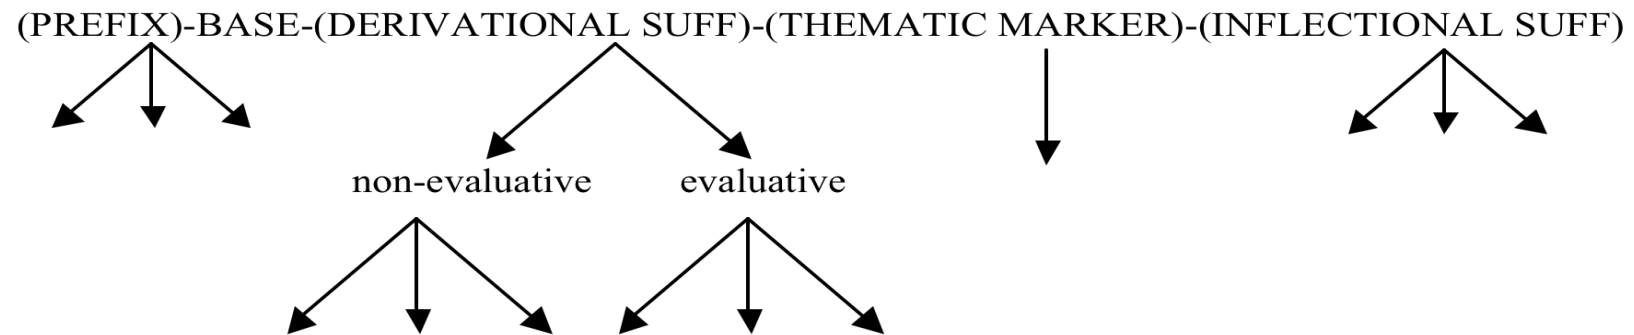 (PREFIX)-BASE-(DERIVATIONAL SUFF)-(THEMATIC MARKER)-(INFLECTIONAL SUFF)
non-evaluative evaluative